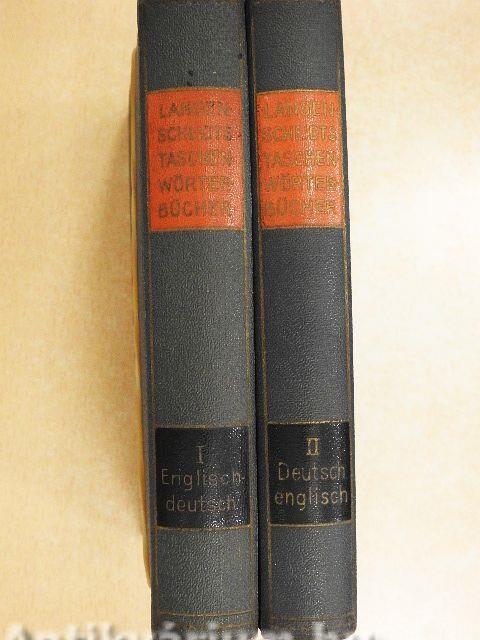 LANGEN-
SCHEIDTS
TASCHEN
WÖRTER-
BÜCHER
I
Englisch-
deutsch
LANGEN-
SCHEIDTS
TASCHEN
WÖRTER-
BÜCHER
II
Deutsch
englisch